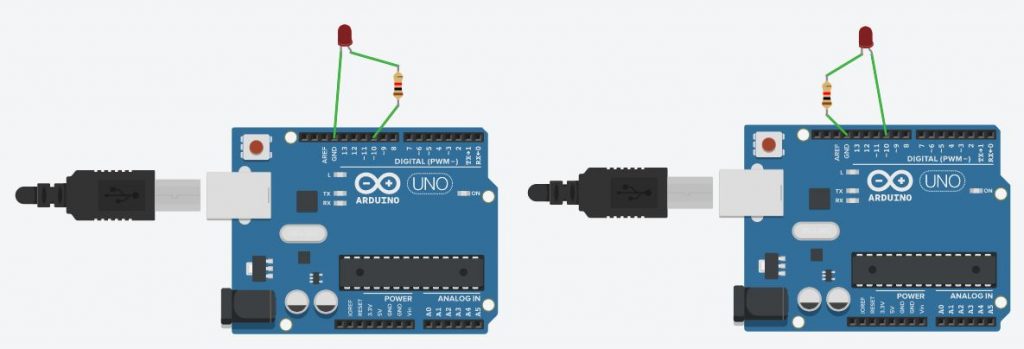 AREF
GND
13
12
~11
~10
~9
8
7
~6
~5
4
~3
2
TX→1
RX←0
DIGITAL (PWM~)
L
TX
RX
UNO
ON
ARDUINO
POWER
ANALOG IN
IOREF
RESET
3.3V
5V
GND
GND
Vin
A0
A1
A2
A3
A4
A5
AREF
GND
13
12
~11
~10
~9
8
7
~6
~5
4
~3
2
TX→1
RX←0
DIGITAL (PWM~)
L
TX
RX
UNO
ON
ARDUINO
POWER
ANALOG IN
IOREF
RESET
3.3V
5V
GND
GND
Vin
A0
A1
A2
A3
A4
A5